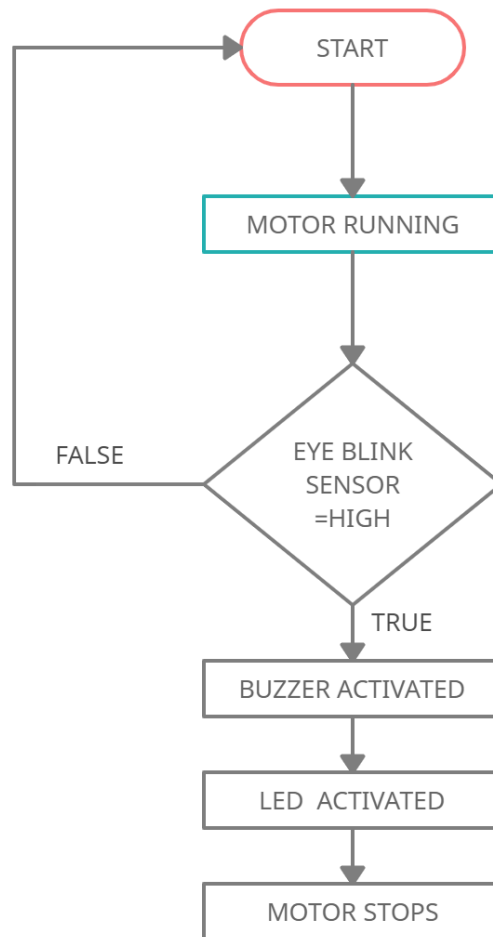 START
MOTOR RUNNING
FALSE
EYE BLINK
SENSOR
=HIGH
TRUE
BUZZER ACTIVATED
LED ACTIVATED
MOTOR STOPS